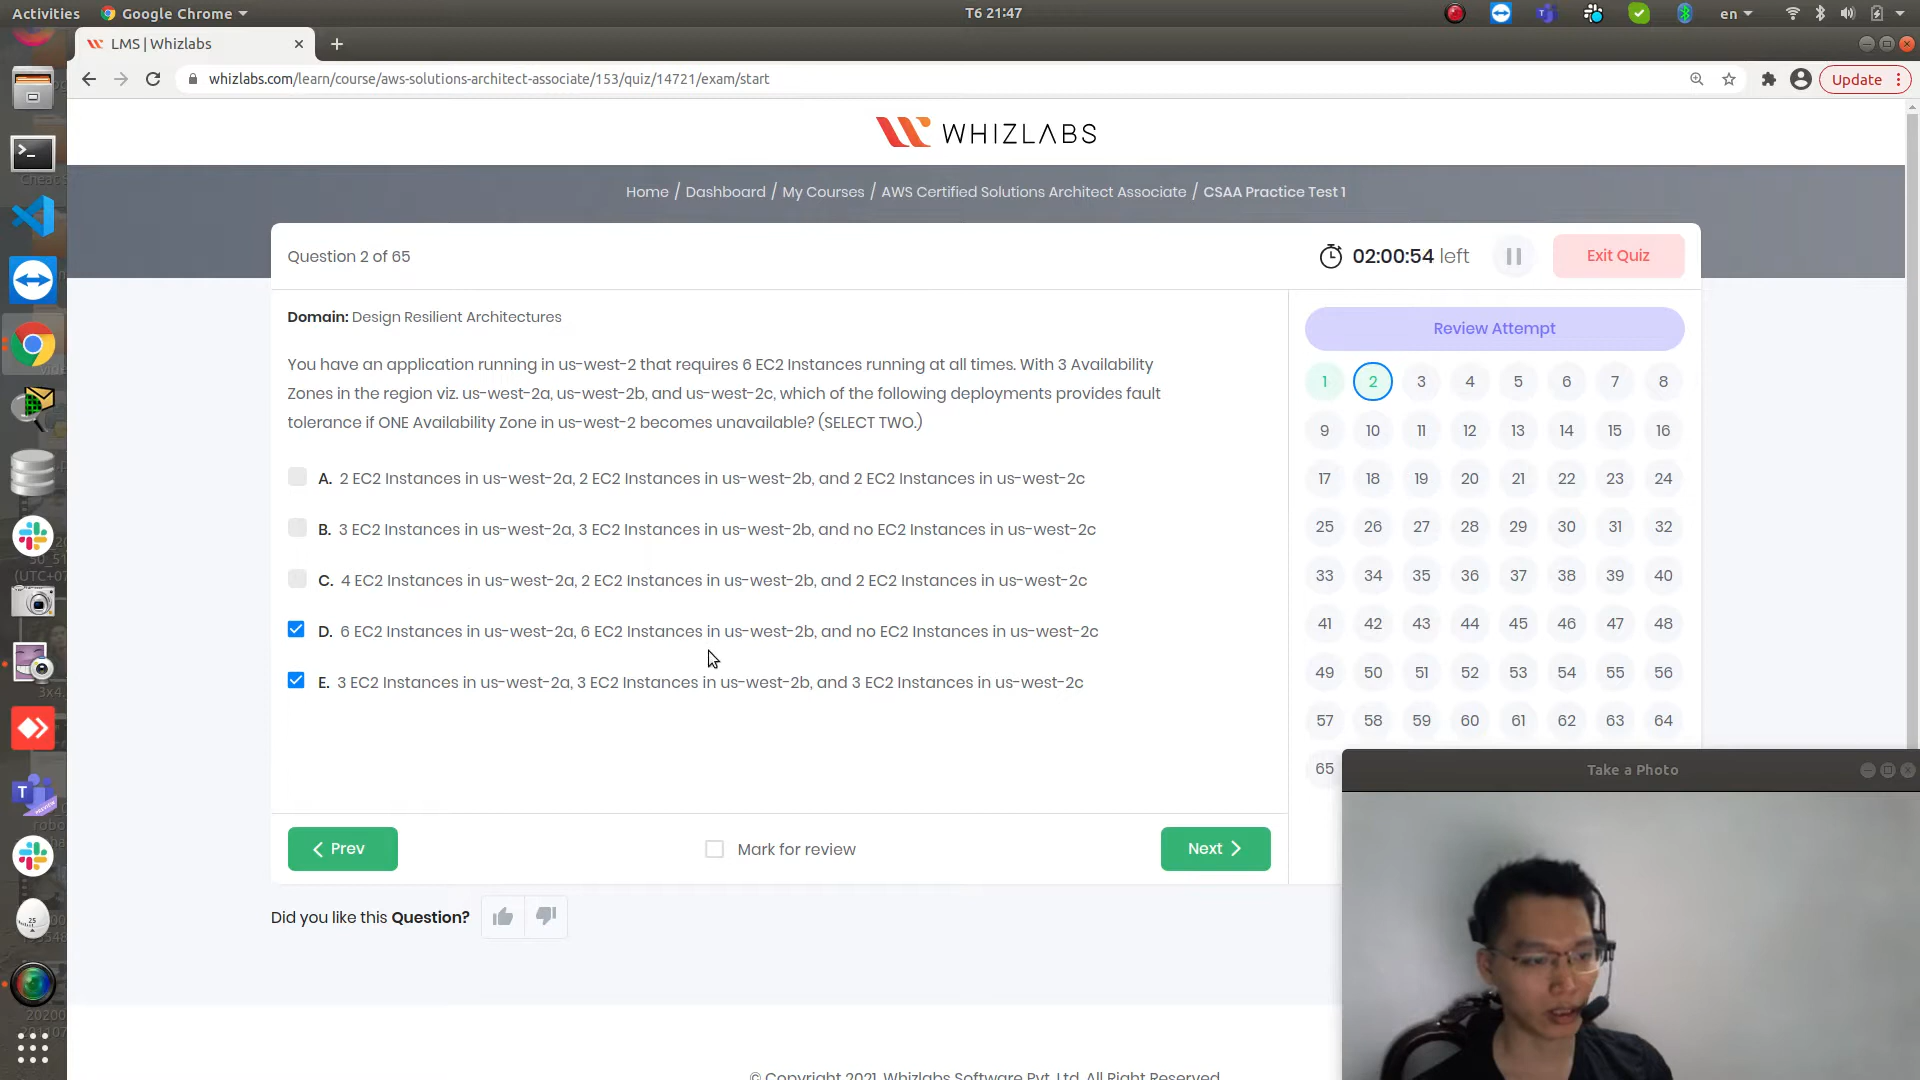 Activities
Google Chrome
T6 21:47
en
LMS | Whizlabs
whizlabs.com/learn/course/aws-solutions-architect-associate/153/quiz/14721/exam/start
Update
WHIZLABS
Home / Dashboard / My Courses / AWS Certified Solutions Architect Associate / CSAA Practice Test 1
Question 2 of 65
02:00:54 left
Exit Quiz
Domain: Design Resilient Architectures
You have an application running in us-west-2 that requires 6 EC2 Instances running at all times. With 3 Availability
Zones in the region viz. us-west-2a, us-west-2b, and us-west-2c, which of the following deployments provides fault
tolerance if ONE Availability Zone in us-west-2 becomes unavailable? (SELECT TWO.)
A. 2 EC2 Instances in us-west-2a, 2 EC2 Instances in us-west-2b, and 2 EC2 Instances in us-west-2c
B. 3 EC2 Instances in us-west-2a, 3 EC2 Instances in us-west-2b, and no EC2 Instances in us-west-2c
C. 4 EC2 Instances in us-west-2a, 2 EC2 Instances in us-west-2b, and 2 EC2 Instances in us-west-2c
D. 6 EC2 Instances in us-west-2a, 6 EC2 Instances in us-west-2b, and no EC2 Instances in us-west-2c
E. 3 EC2 Instances in us-west-2a, 3 EC2 Instances in us-west-2b, and 3 EC2 Instances in us-west-2c
Prev
Mark for review
Next
Did you like this Question?
Review Attempt
1 2 3 4 5 6 7 8
9 10 11 12 13 14 15 16
17 18 19 20 21 22 23 24
25 26 27 28 29 30 31 32
33 34 35 36 37 38 39 40
41 42 43 44 45 46 47 48
49 50 51 52 53 54 55 56
57 58 59 60 61 62 63 64
65
Take a Photo
© Copyright 2021. Whizlabs Software Pvt. Ltd. All Right Reserved